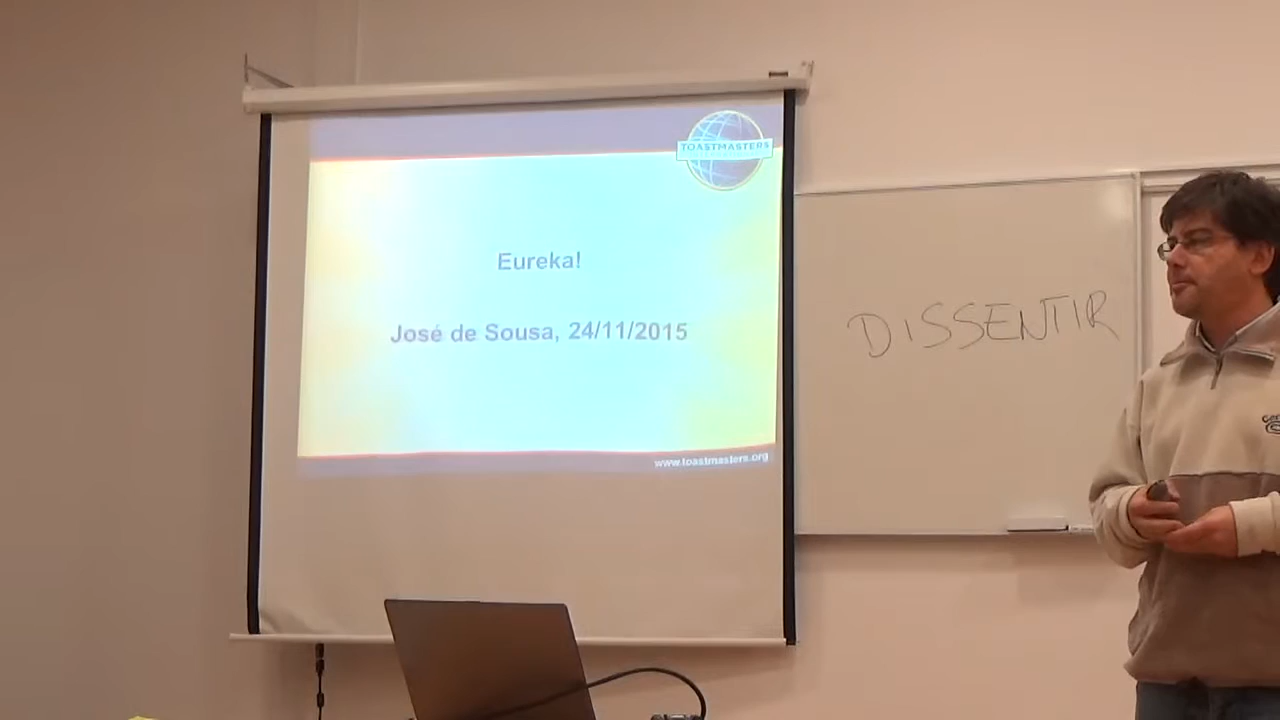 TOASTMASTERS
Eureka!
José de Sousa, 24/11/2015
www.toastmasters.org
DISSENTIR